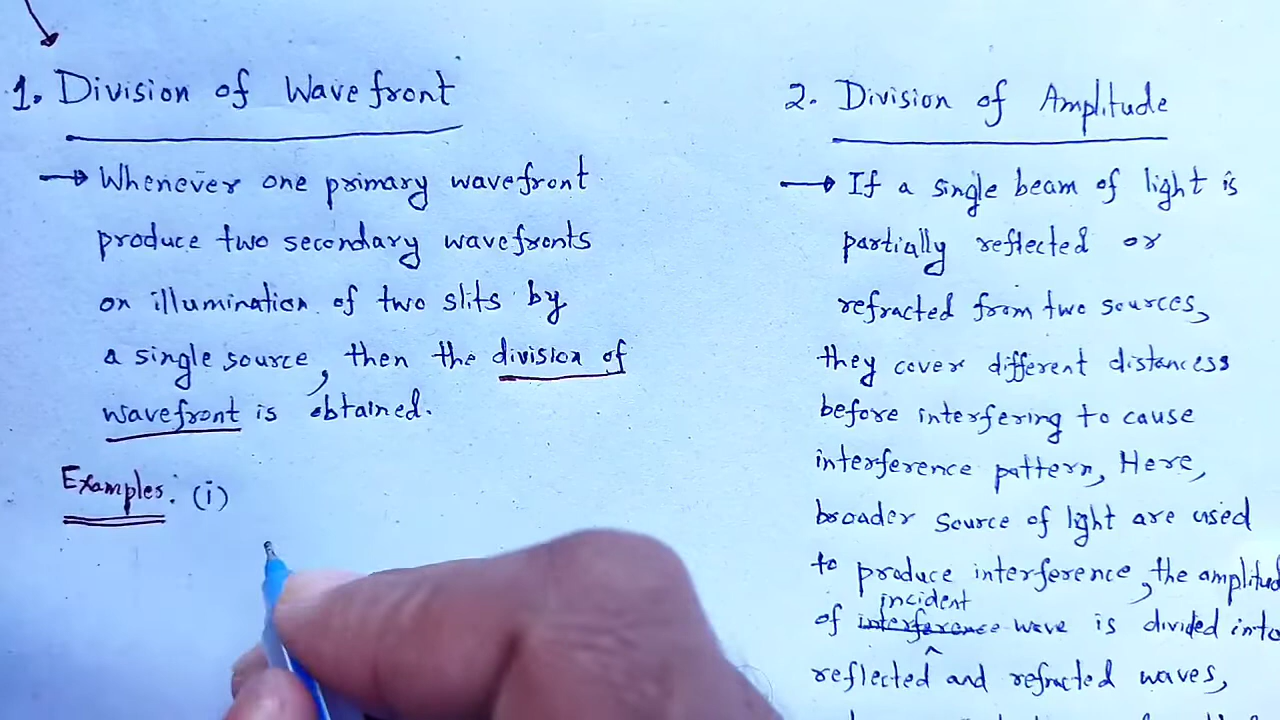 1. Division of Wavefront
→ Whenever one primary wavefront
produce two secondary wavefronts
on illumination of two slits by
a single source, then the division of
wavefront is obtained.
Examples: (i)
2. Division of Amplitude
→ If a single beam of light is
partially reflected or
refracted from two sources,
they cover different distancess
before interfering to cause
interference pattern, Here,
broader source of light are used
to produce interference, the amplitud
of interference incident wave is divided into
reflected and refracted waves,